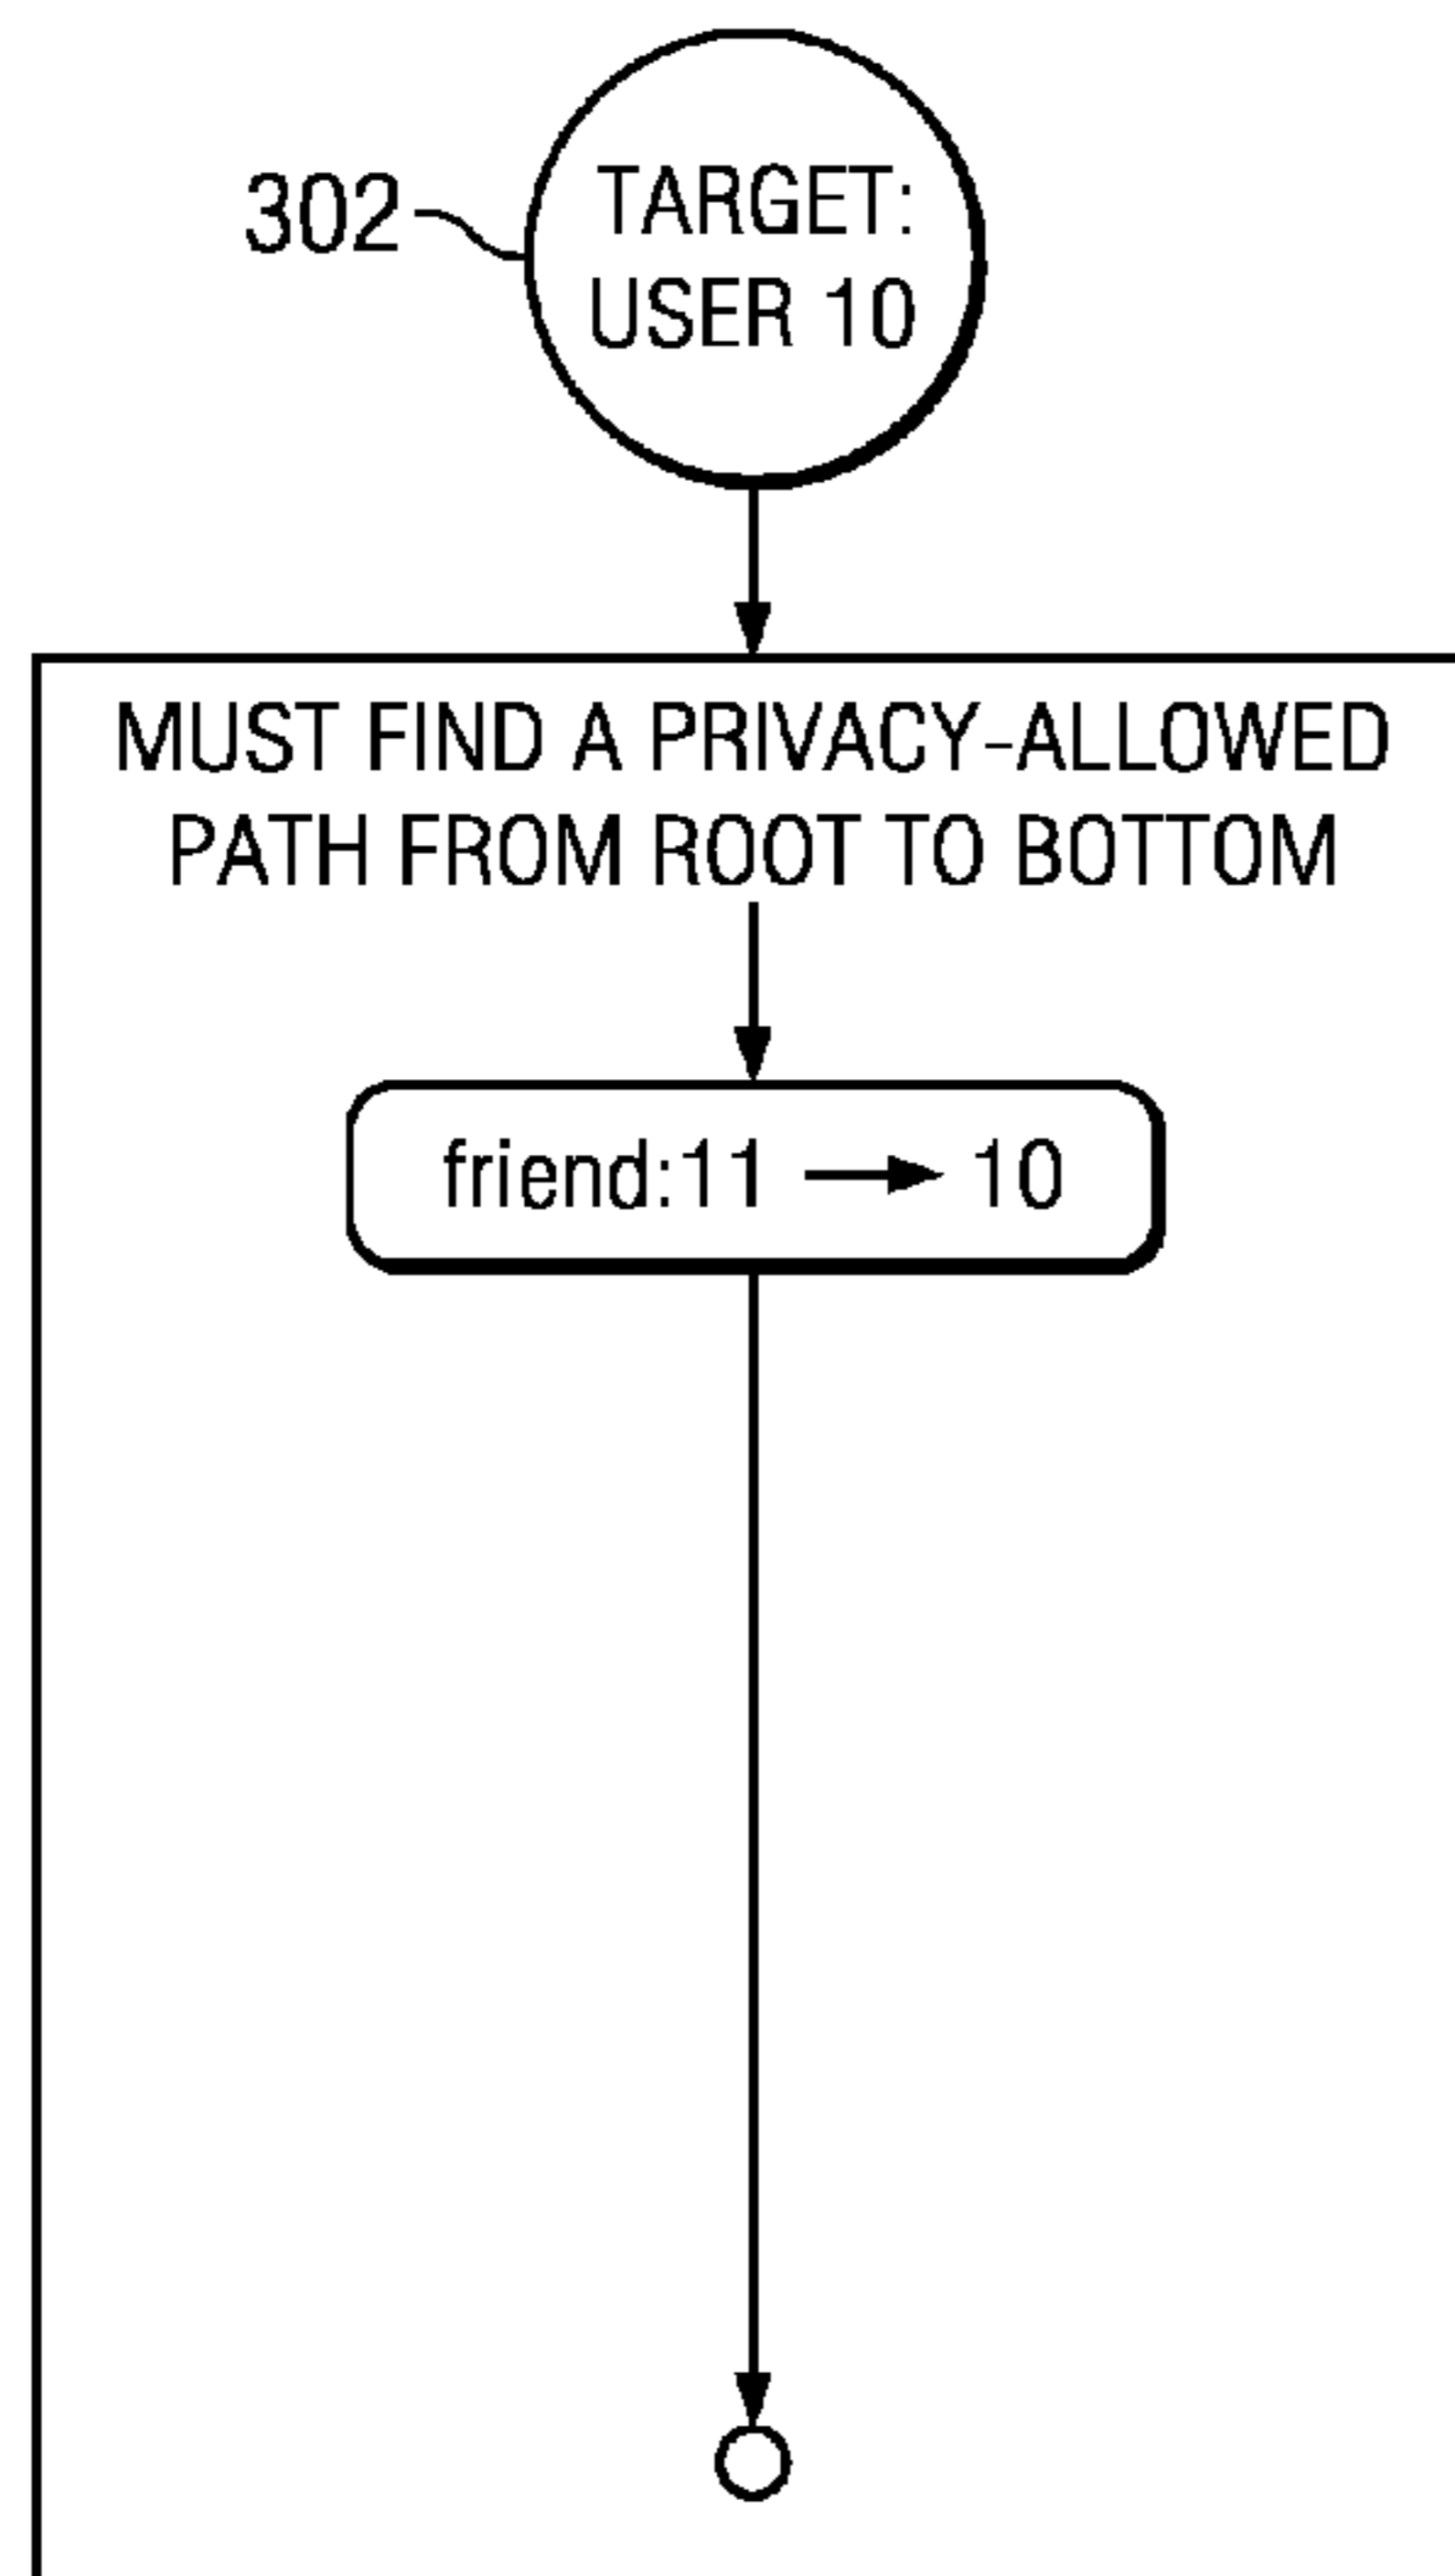 302
TARGET:
USER 10
MUST FIND A PRIVACY-ALLOWED
PATH FROM ROOT TO BOTTOM
friend:11 → 10